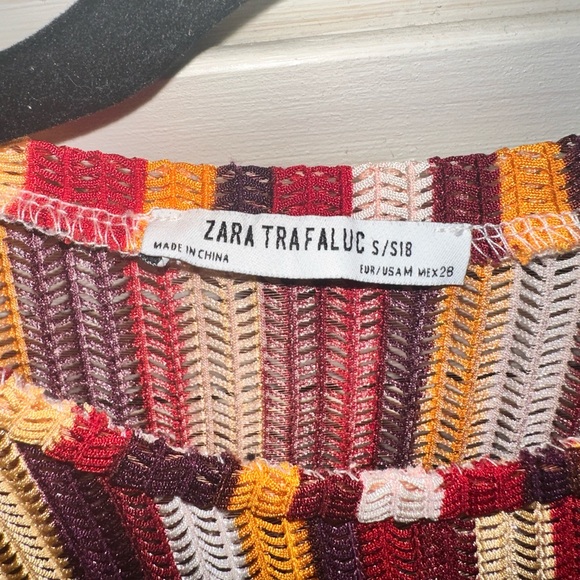 ZARA TRAFALUC S/S18
MADE IN CHINA
EUR/USA M MEX 28